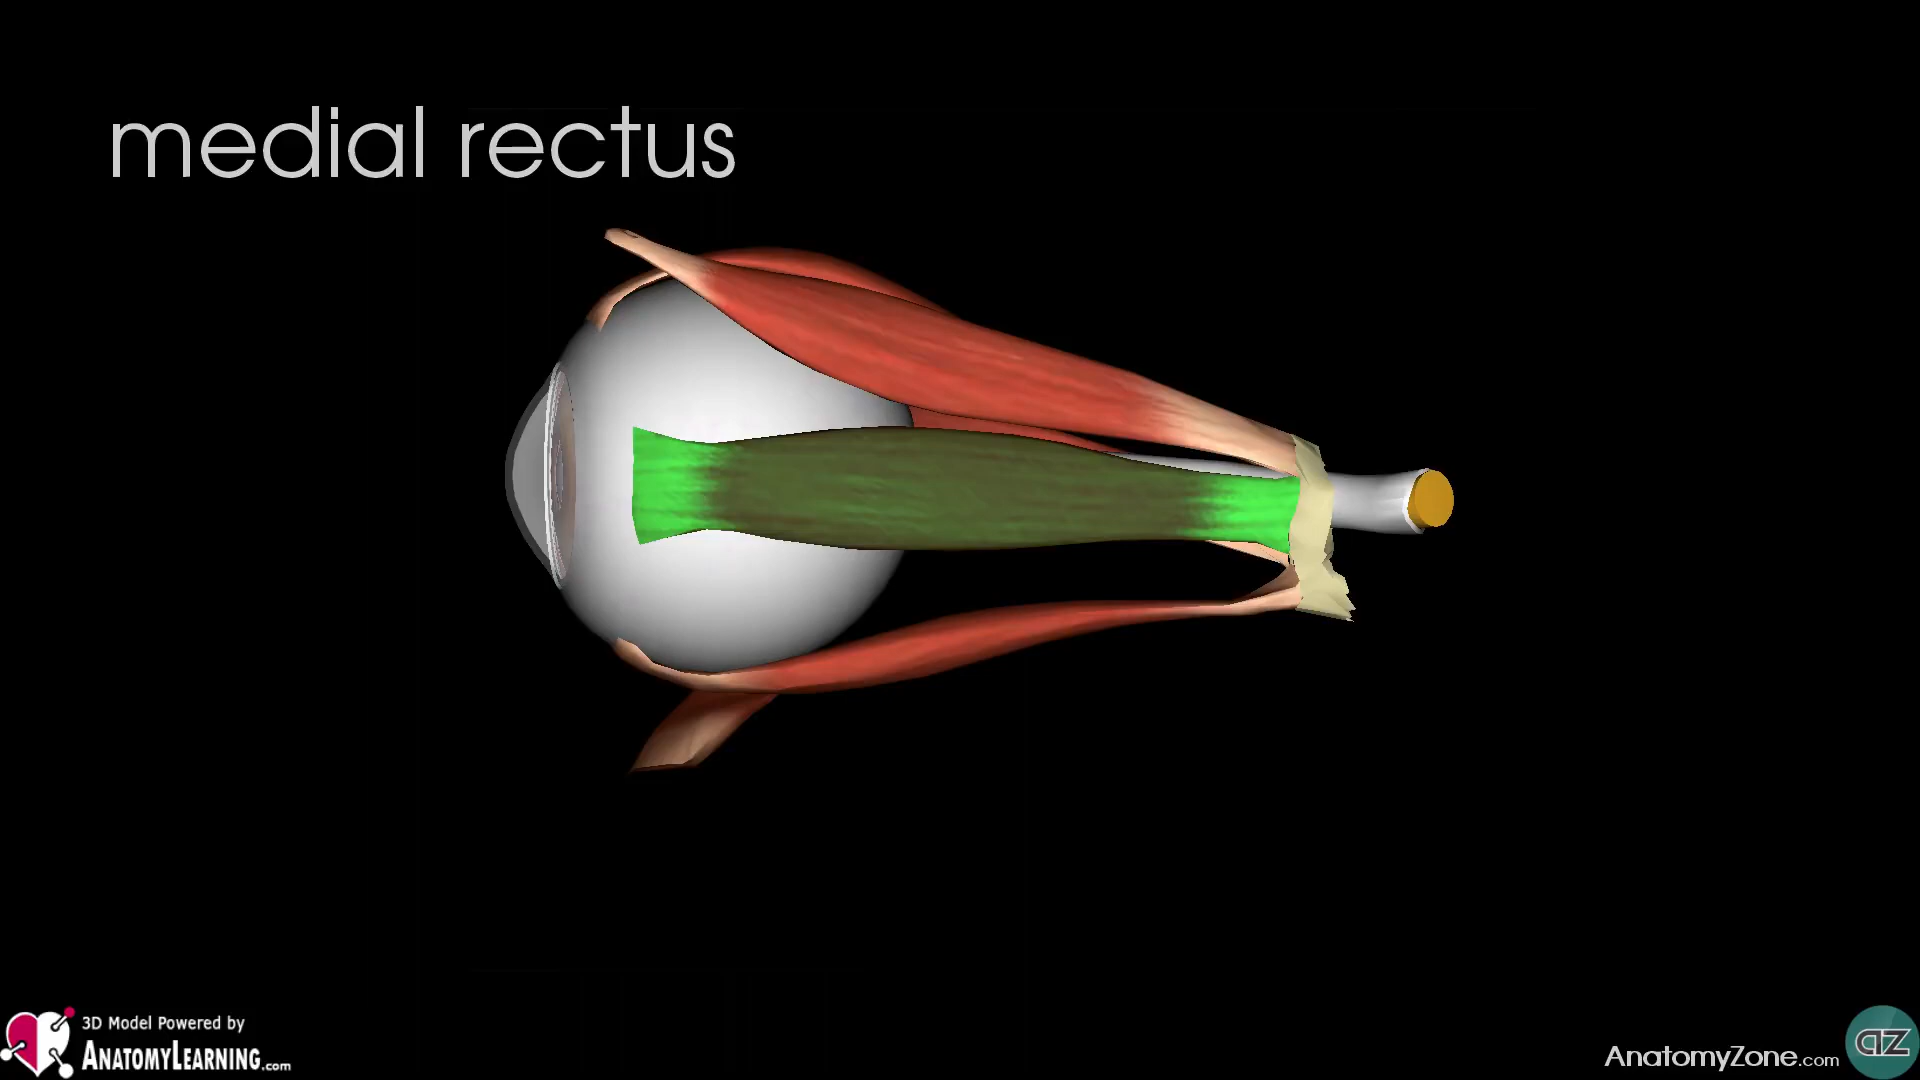 medial rectus
3D Model Powered by
ANATOMYLEARNING.com
AnatomyZone.com
az